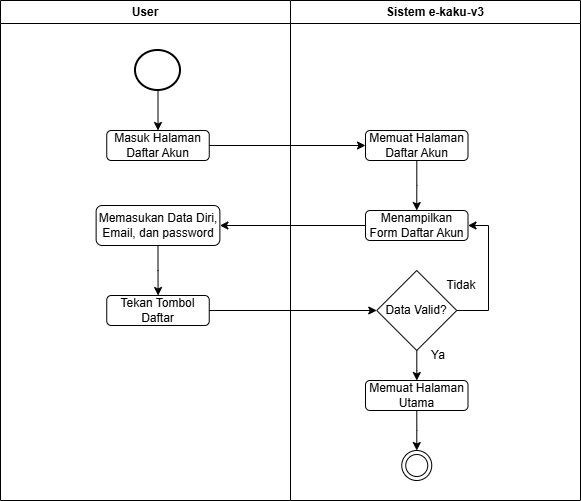 User
Sistem e-kaku-v3
Masuk Halaman
Daftar Akun
Memuat Halaman
Daftar Akun
Menampilkan
Form Daftar Akun
Memasukan Data Diri,
Email, dan password
Tekan Tombol
Daftar
Data Valid?
Tidak
Ya
Memuat Halaman
Utama